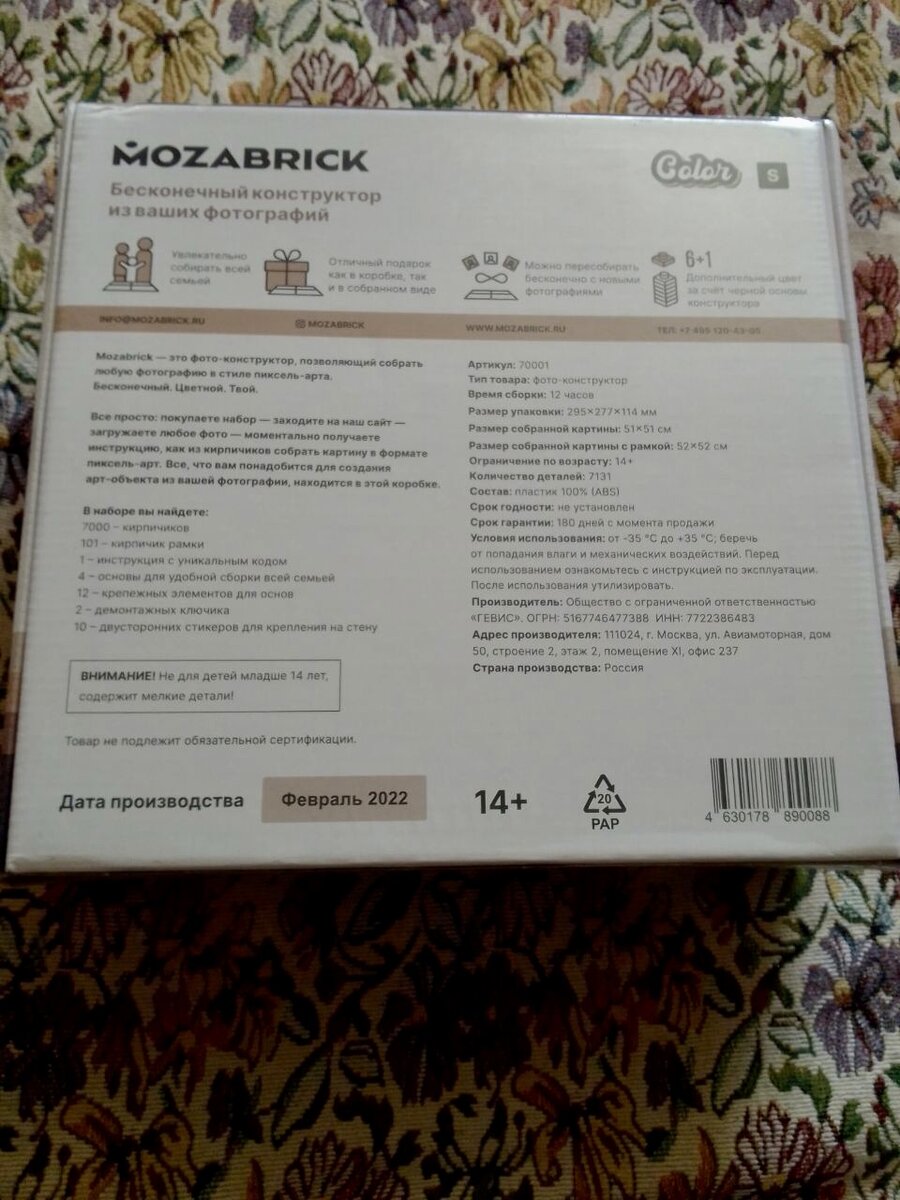 MOZABRICK
Бесконечный конструктор
из ваших фотографий
Color
S
Увлекательно
собирать всей
семьей
Отличный подарок
как в коробке, так
и в собранном виде
Можно пересобирать
бесконечно с новыми
фотографиями
6+1
Дополнительный цвет
за счёт черной основы
конструктора
INFO@MOZABRICK.RU
MOZABRICK
WWW.MOZABRICK.RU
ТЕЛ: +7 495 120-43-05
Mozabrick — это фото-конструктор, позволяющий собрать
любую фотографию в стиле пиксель-арта.
Бесконечный. Цветной. Твой.
Все просто: покупаете набор — заходите на наш сайт —
загружаете любое фото — моментально получаете
инструкцию, как из кирпичиков собрать картину в формате
пиксель-арт. Все, что вам понадобится для создания
арт-объекта из вашей фотографии, находится в этой коробке.
В наборе вы найдете:
7000 – кирпичиков
101 – кирпичик рамки
1 – инструкция с уникальным кодом
4 – основы для удобной сборки всей семьей
12 – крепежных элементов для основ
2 – демонтажных ключика
10 – двусторонних стикеров для крепления на стену
ВНИМАНИЕ! Не для детей младше 14 лет,
содержит мелкие детали!
Товар не подлежит обязательной сертификации.
Дата производства
Февраль 2022
Артикул: 70001
Тип товара: фото-конструктор
Время сборки: 12 часов
Размер упаковки: 295×277×114 мм
Размер собранной картины: 51×51 см
Размер собранной картины с рамкой: 52×52 см
Ограничение по возрасту: 14+
Количество деталей: 7131
Состав: пластик 100% (ABS)
Срок годности: не установлен
Срок гарантии: 180 дней с момента продажи
Условия использования: от -35 °C до +35 °C; беречь
от попадания влаги и механических воздействий. Перед
использованием ознакомьтесь с инструкцией по эксплуатации.
После использования утилизировать.
Производитель: Общество с ограниченной ответственностью
«ГЕВИС». ОГРН: 5167746477388 ИНН: 7722386483
Адрес производителя: 111024, г. Москва, ул. Авиамоторная, дом
50, строение 2, этаж 2, помещение XI, офис 237
Страна производства: Россия
14+
20
PAP
4 630178 890088